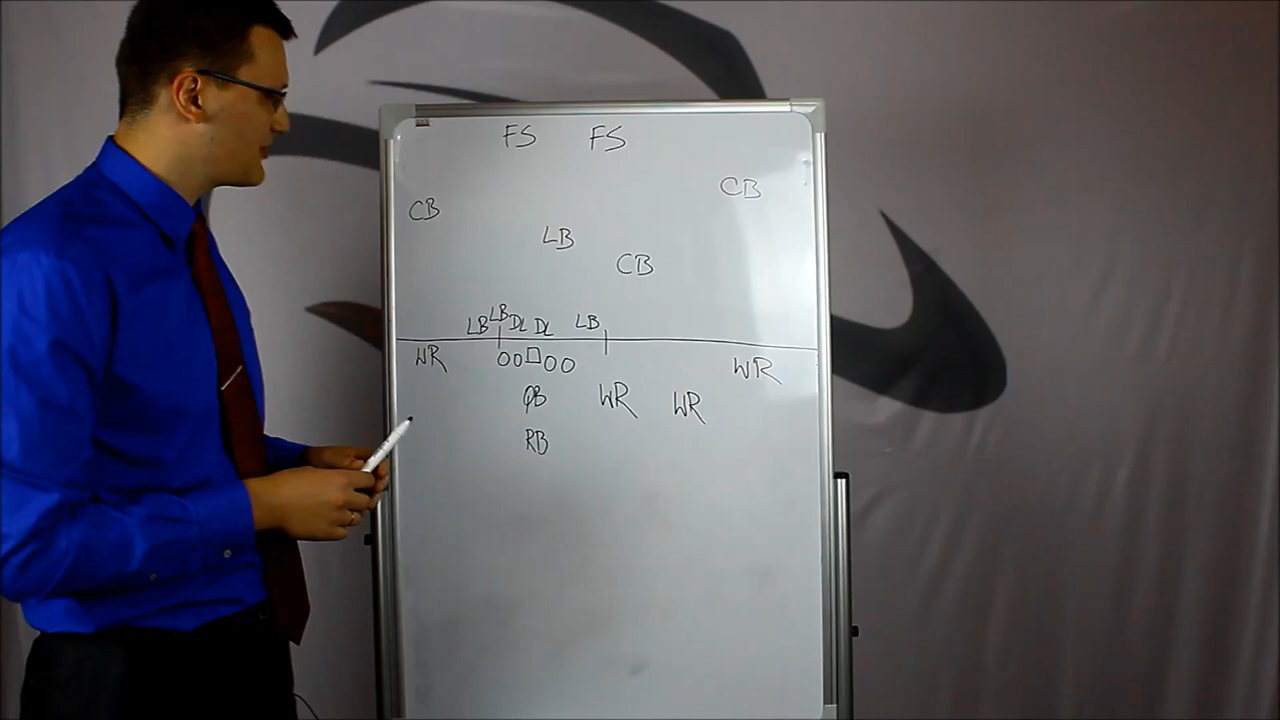 FS FS
CB
CB
LB
CB
LB LB DL DL LB
WR OO□OO WR
QB WR WR
RB